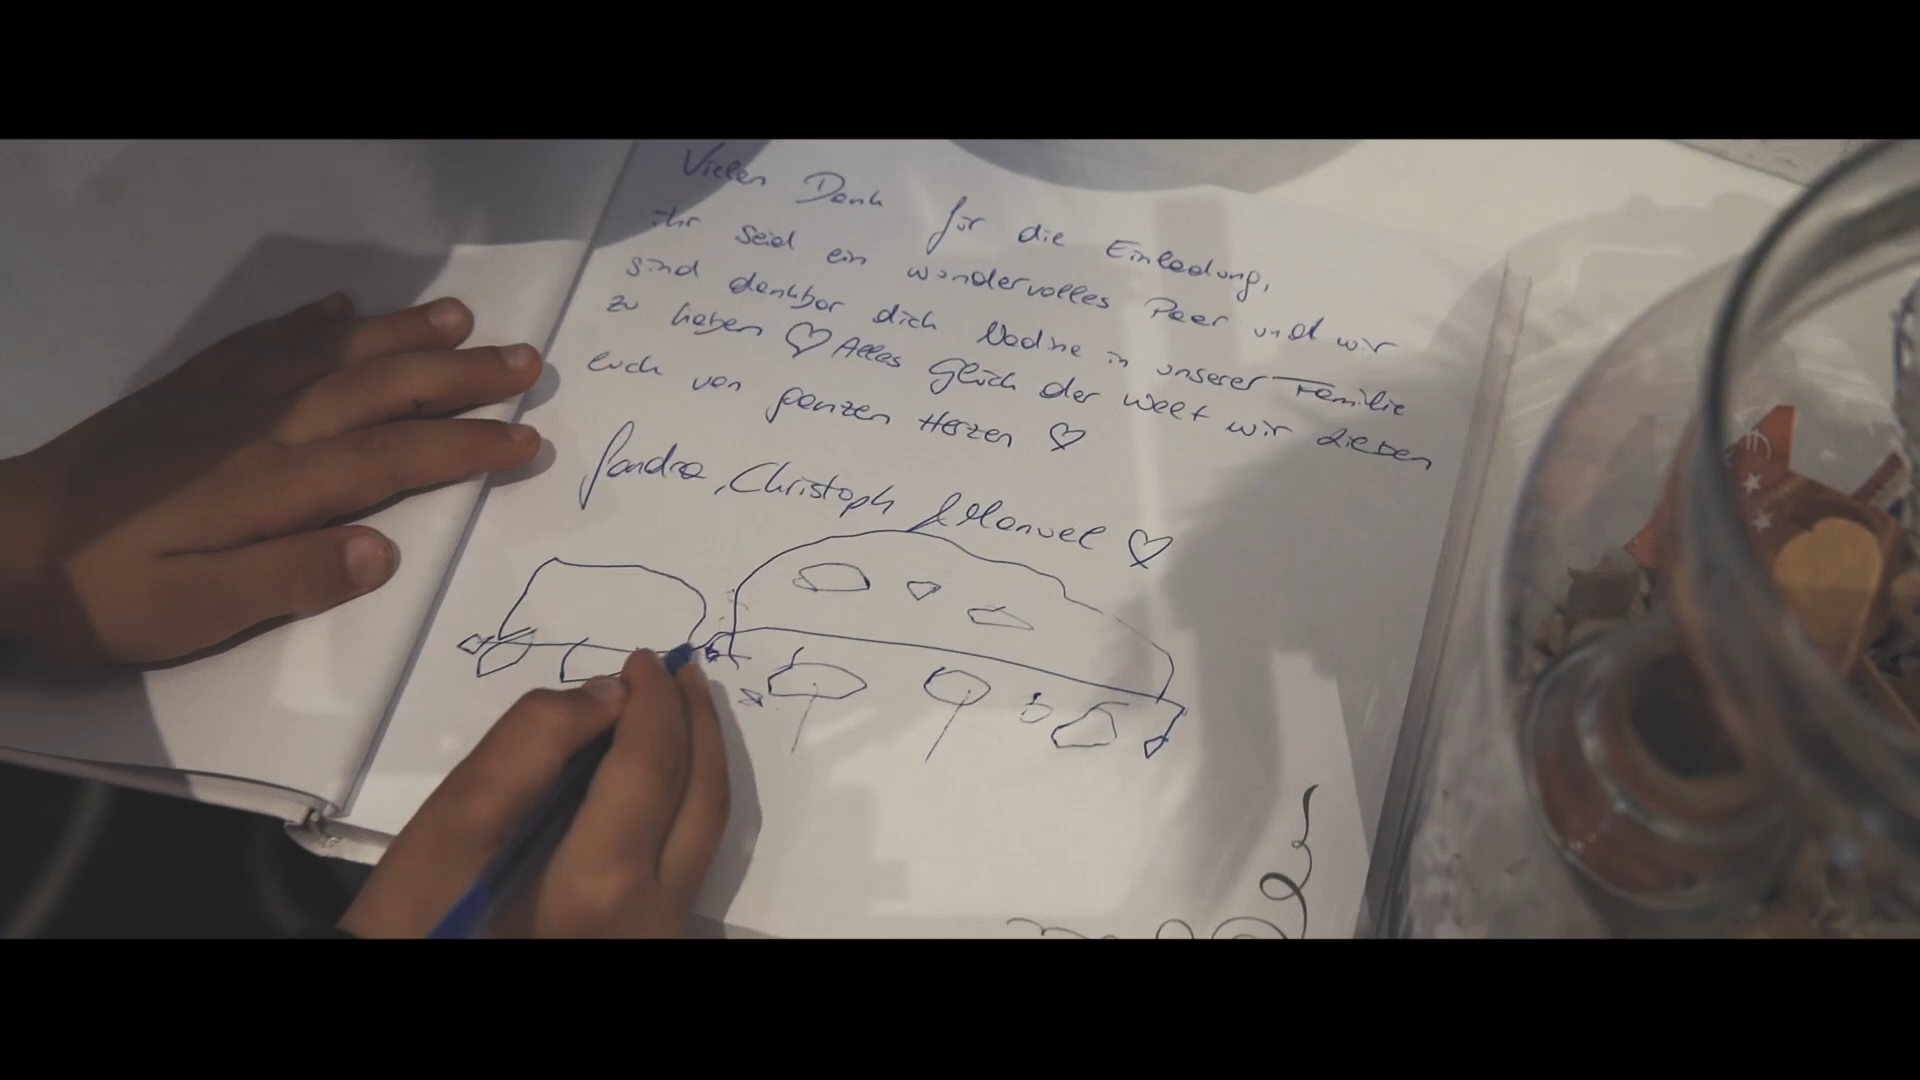 Vielen Dank für die Einladung,
ihr seid ein wundervolles Paar und wir
sind dankbar dich Nadine in unserer Familie
zu haben ♡ Alles Glück der Welt wir lieben
euch von ganzen Herzen ♡
Sandra, Christoph & Manuel ♡